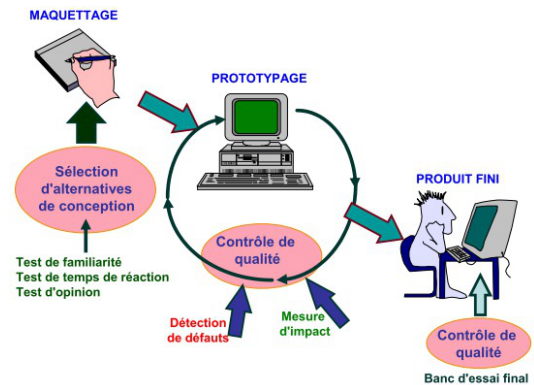 MAQUETTAGE
PROTOTYPAGE
Sélection
d'alternatives
de conception
PRODUIT FINI
Contrôle de
qualité
Test de familiarité
Test de temps de réaction
Test d'opinion
Détection
de défauts
Mesure
d'impact
Contrôle de
qualité
Banc d'essai final